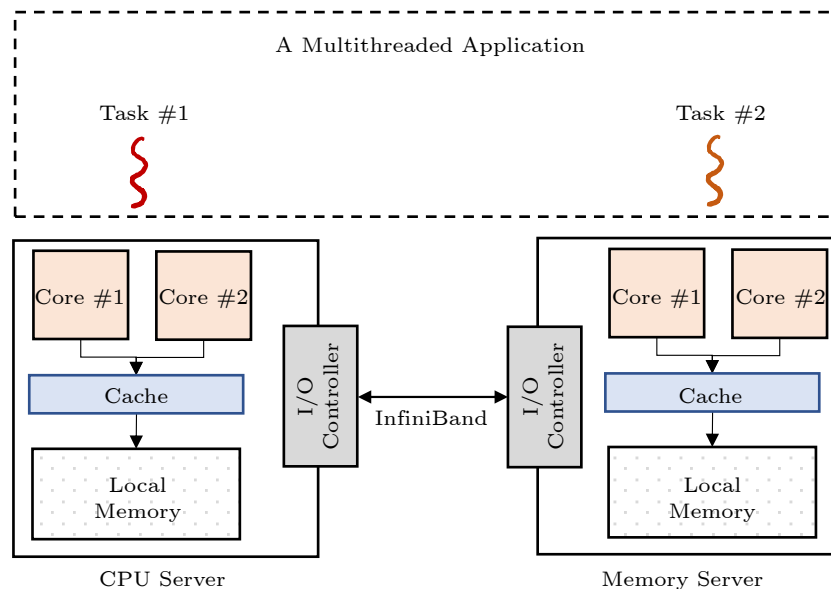 A Multithreaded Application
Task #1
Task #2
Core #1
Core #2
Cache
Local
Memory
I/O
Controller
InfiniBand
I/O
Controller
Core #1
Core #2
Cache
Local
Memory
CPU Server
Memory Server